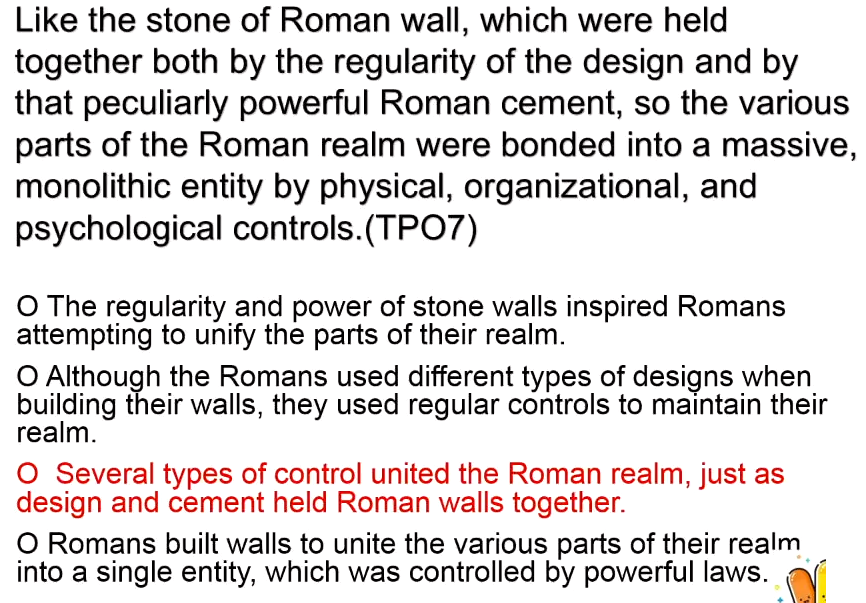 Like the stone of Roman wall, which were held
together both by the regularity of the design and by
that peculiarly powerful Roman cement, so the various
parts of the Roman realm were bonded into a massive,
monolithic entity by physical, organizational, and
psychological controls.(TPO7)
O The regularity and power of stone walls inspired Romans
attempting to unify the parts of their realm.
O Although the Romans used different types of designs when
building their walls, they used regular controls to maintain their
realm.
O Several types of control united the Roman realm, just as
design and cement held Roman walls together.
O Romans built walls to unite the various parts of their realm
into a single entity, which was controlled by powerful laws.